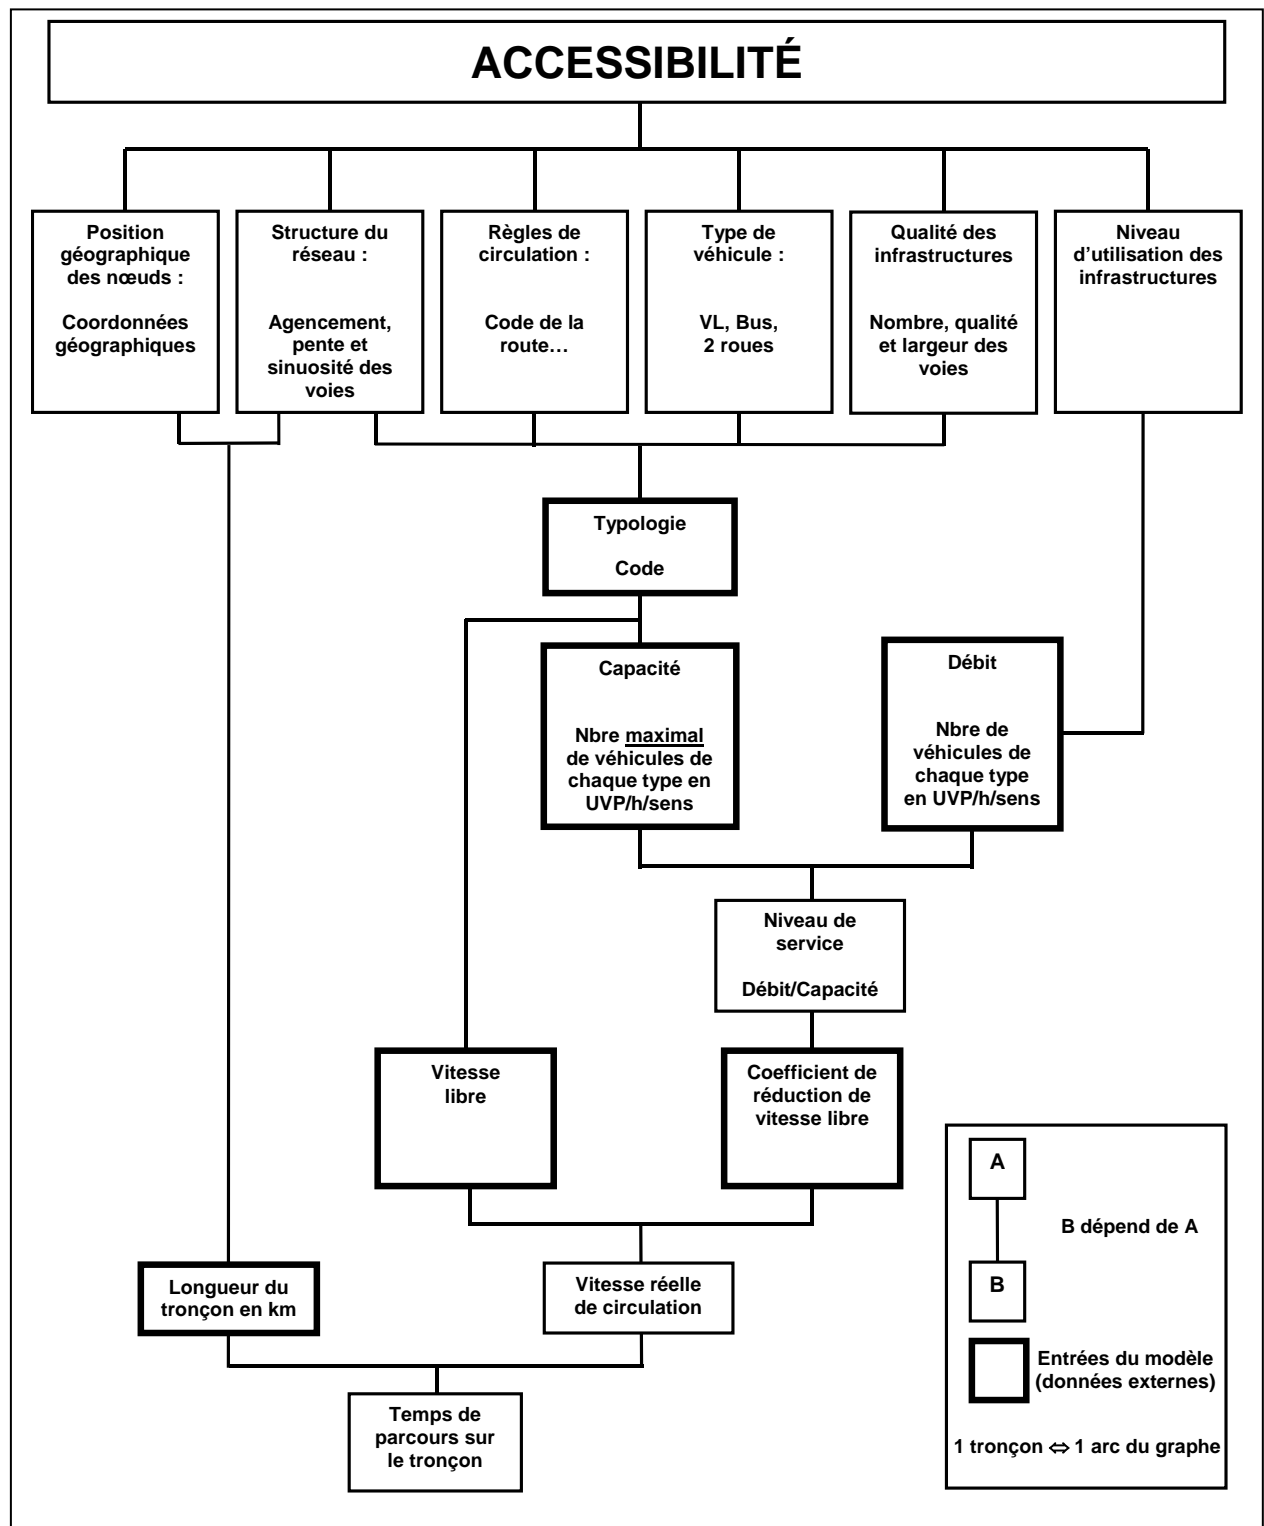 ACCESSIBILITÉ
Position
géographique
des nœuds :
Coordonnées
géographiques
Structure du
réseau :
Agencement,
pente et
sinuosité des
voies
Règles de
circulation :
Code de la
route…
Type de
véhicule :
VL, Bus,
2 roues
Qualité des
infrastructures
Nombre, qualité
et largeur des
voies
Niveau
d’utilisation des
infrastructures
Typologie
Code
Capacité
Nbre maximal
de véhicules de
chaque type en
UVP/h/sens
Débit
Nbre de
véhicules de
chaque type
en UVP/h/sens
Niveau de
service
Débit/Capacité
Vitesse
libre
Coefficient de
réduction de
vitesse libre
Longueur du
tronçon en km
Vitesse réelle
de circulation
Temps de
parcours sur
le tronçon
A
B dépend de A
B
Entrées du modèle
(données externes)
1 tronçon ⇔ 1 arc du graphe